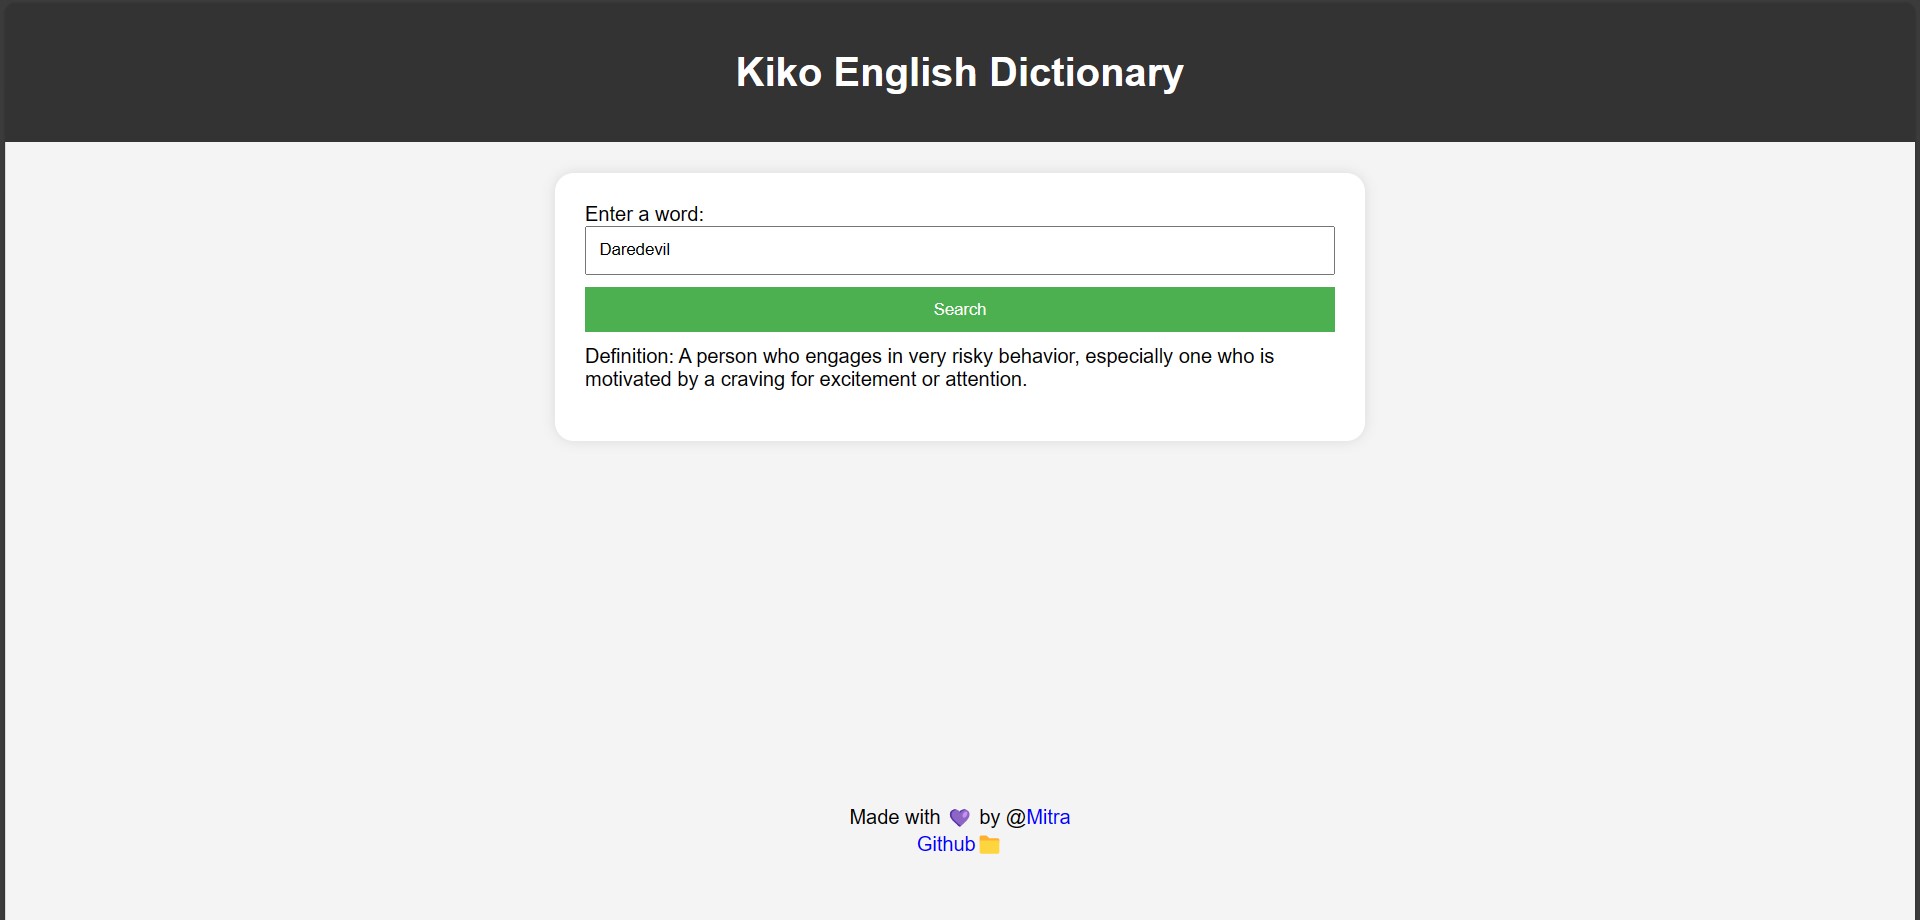 Kiko English Dictionary
Enter a word:
Daredevil
Search
Definition: A person who engages in very risky behavior, especially one who is
motivated by a craving for excitement or attention.
Made with 💜 by @Mitra
Github📁